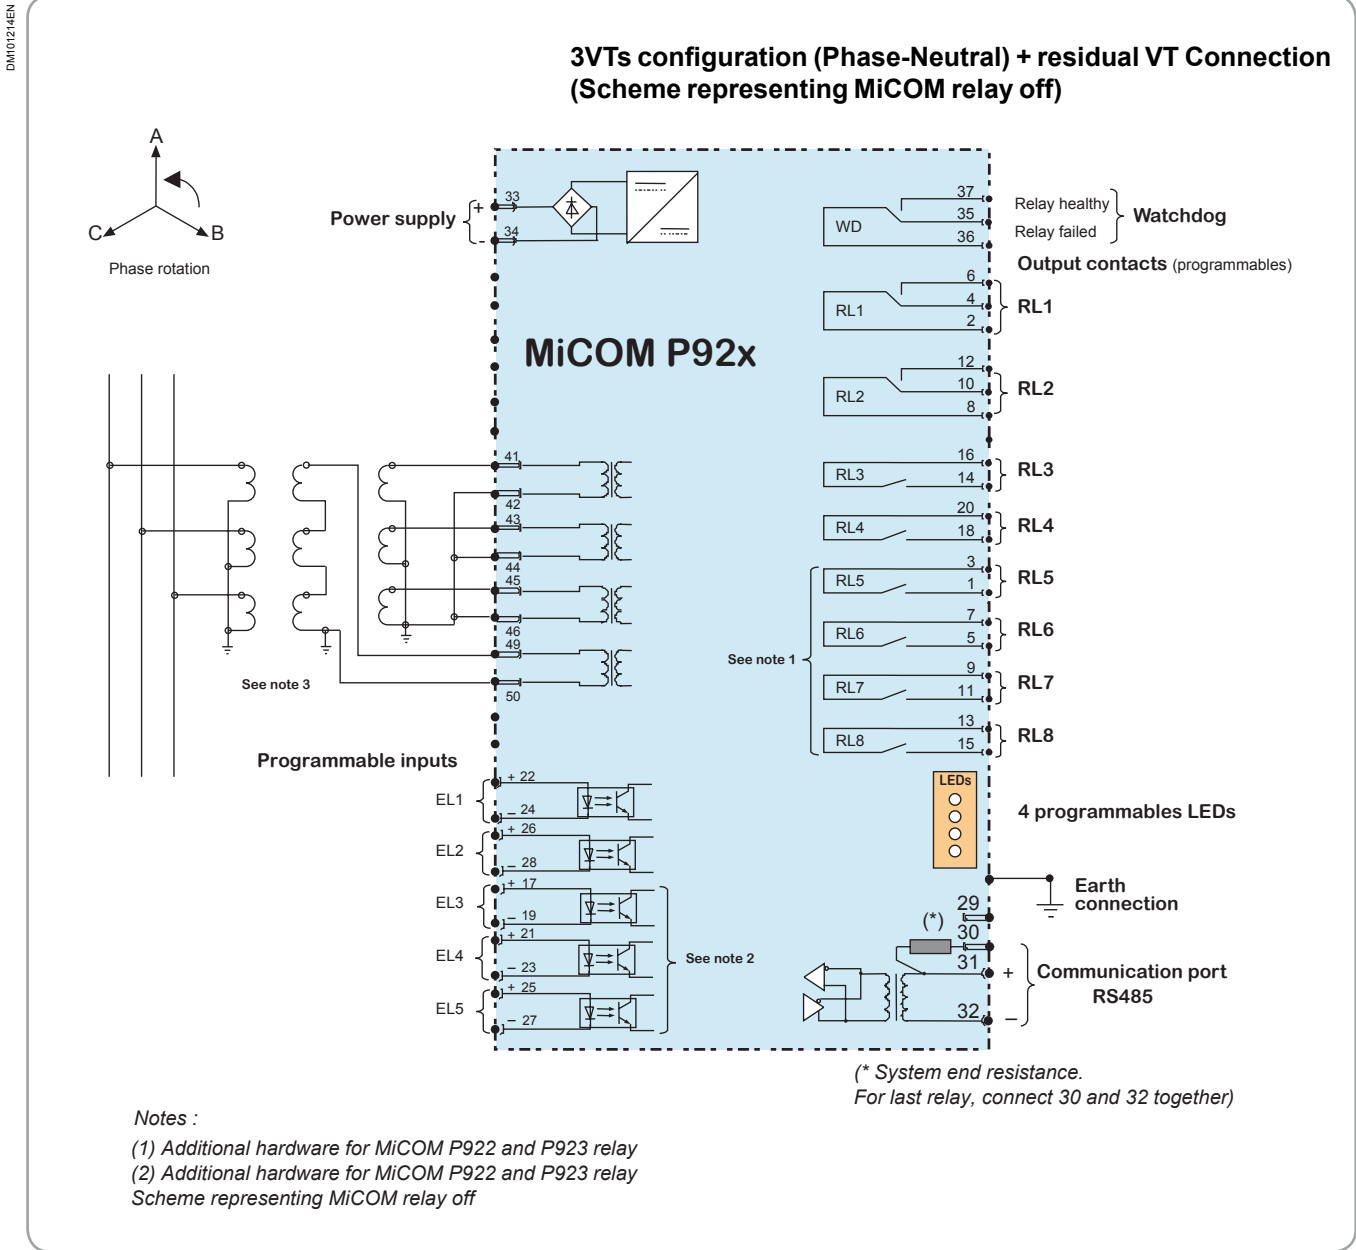 DM101214EN
3VTs configuration (Phase-Neutral) + residual VT Connection
(Scheme representing MiCOM relay off)
A
C
B
Phase rotation
Power supply
+
33
-
34
MiCOM P92x
41
42
43
44
45
46
49
50
See note 3
Programmable inputs
EL1
+ 22
– 24
EL2
+ 26
– 28
EL3
+ 17
– 19
EL4
+ 21
– 23
EL5
+ 25
– 27
See note 2
WD
37
35
36
Relay healthy
Relay failed
Watchdog
Output contacts (programmables)
RL1
6
4
2
RL1
RL2
12
10
8
RL2
RL3
16
14
RL3
RL4
20
18
RL4
See note 1
RL5
3
1
RL5
RL6
7
5
RL6
RL7
9
11
RL7
RL8
13
15
RL8
LEDs
4 programmables LEDs
Earth
connection
29
(*)
30
31
+
32
–
Communication port
RS485
(* System end resistance.
For last relay, connect 30 and 32 together)
Notes :
(1) Additional hardware for MiCOM P922 and P923 relay
(2) Additional hardware for MiCOM P922 and P923 relay
Scheme representing MiCOM relay off